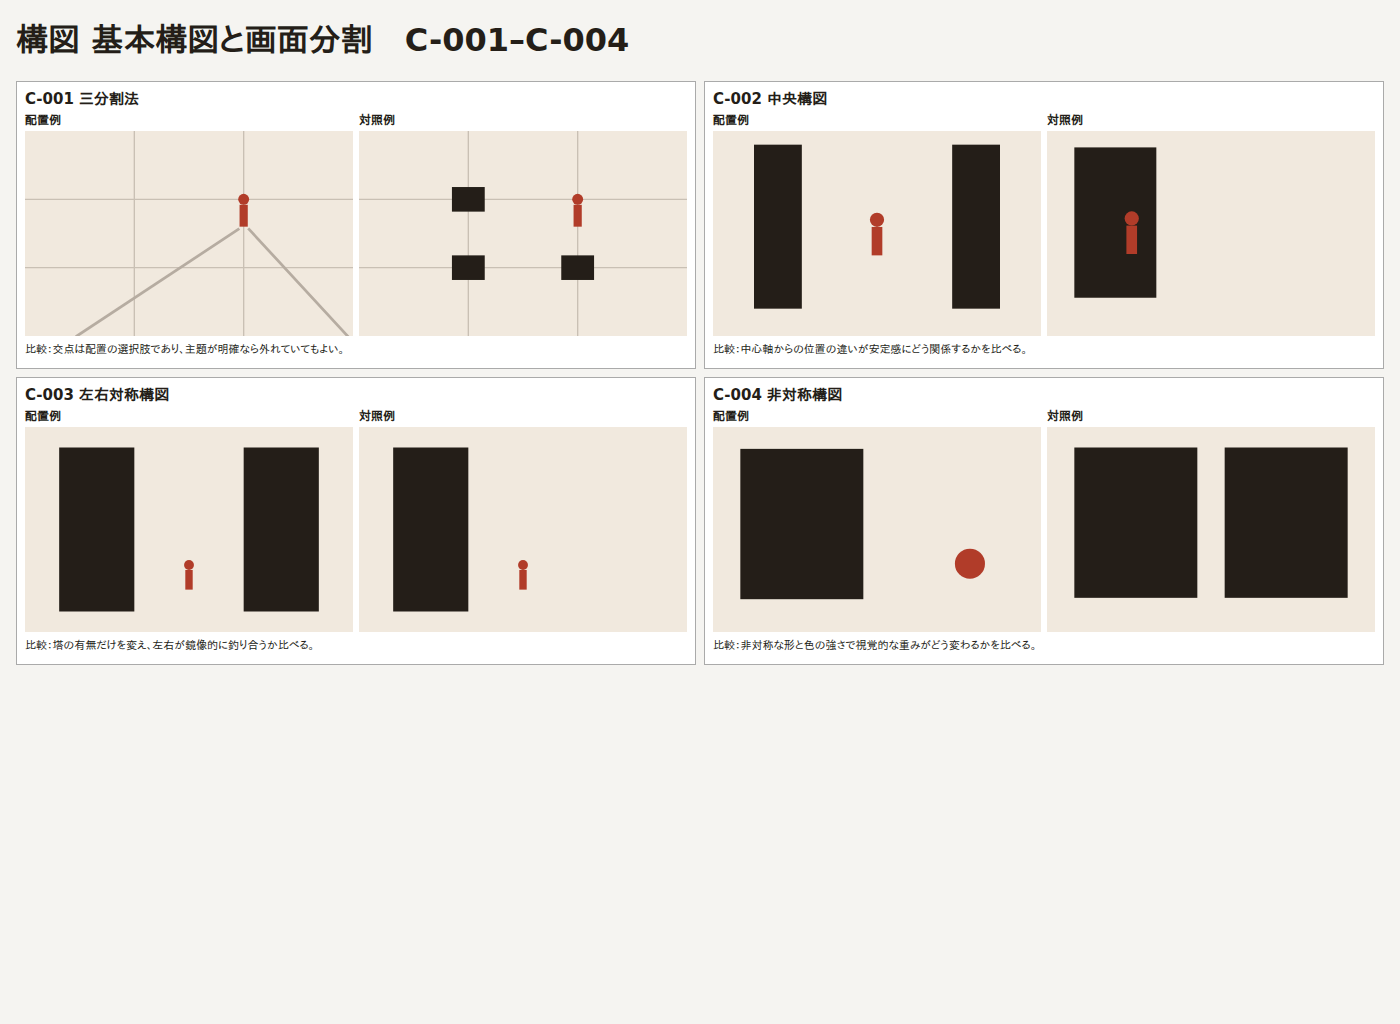 構図 基本構図と画面分割　C-001–C-004
C-001 三分割法
配置例
対照例
比較：交点は配置の選択肢であり、主題が明確なら外れていてもよい。
C-002 中央構図
配置例
対照例
比較：中心軸からの位置の違いが安定感にどう関係するかを比べる。
C-003 左右対称構図
配置例
対照例
比較：塔の有無だけを変え、左右が鏡像的に釣り合うか比べる。
C-004 非対称構図
配置例
対照例
比較：非対称な形と色の強さで視覚的な重みがどう変わるかを比べる。